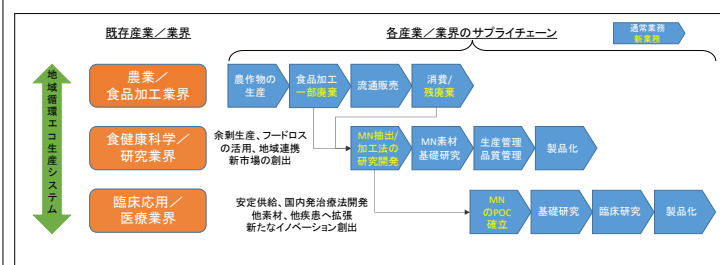 既存産業／業界
各産業／業界のサプライチェーン
通常業務
新業務
地域循環エコ生産システム
農業／
食品加工業界
農作物の
生産
食品加工
一部廃棄
流通販売
消費/
残廃棄
食健康科学／
研究業界
余剰生産、フードロス
の活用、地域連携
新市場の創出
MN抽出/
加工法の
研究開発
MN素材
基礎研究
生産管理
品質管理
製品化
臨床応用／
医療業界
安定供給、国内発治療法開発
他素材、他疾患へ拡張
新たなイノベーション創出
MN
のPOC
確立
基礎研究
臨床研究
製品化